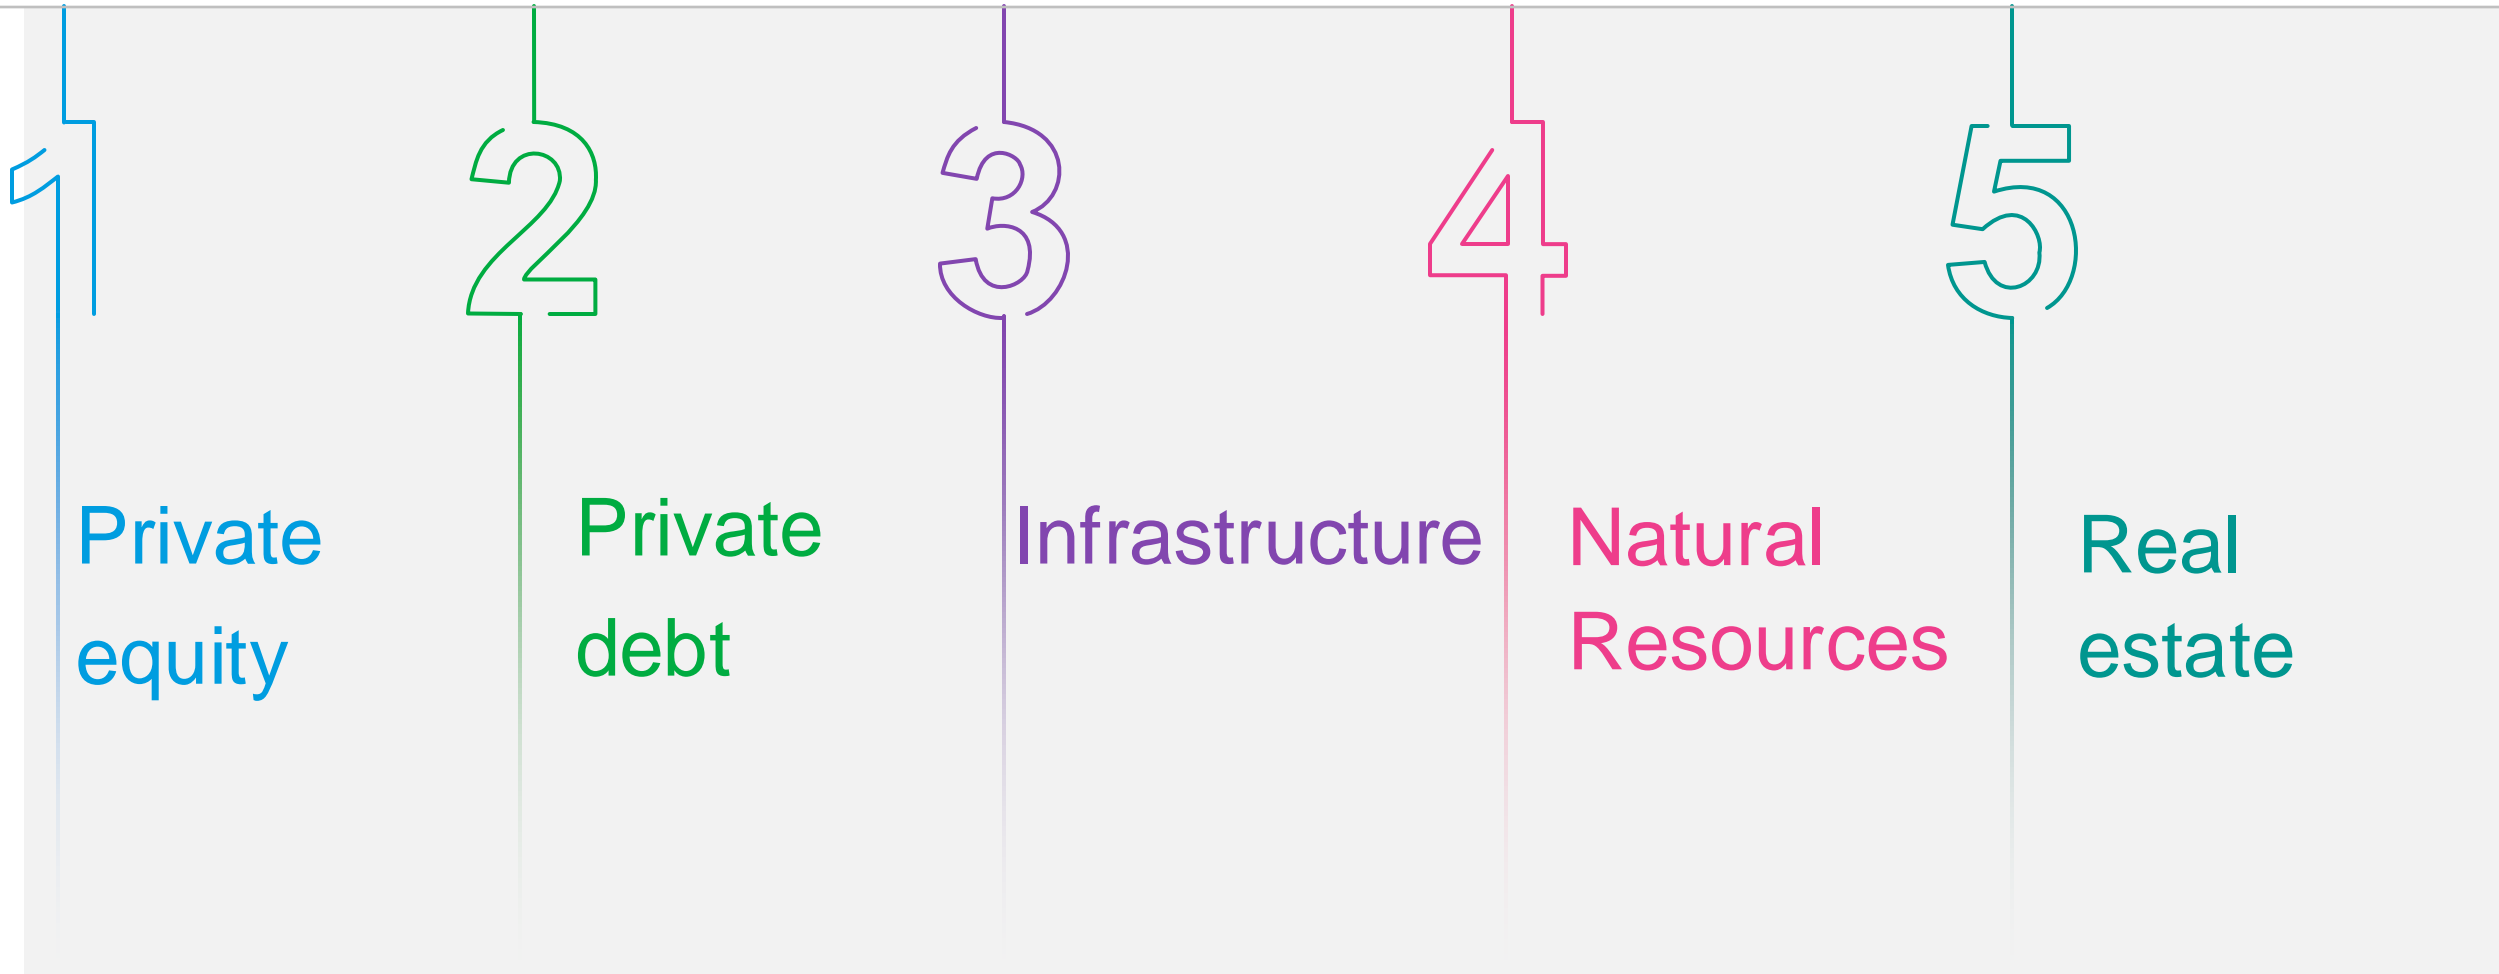 1
Private
equity
2
Private
debt
3
Infrastructure
4
Natural
Resources
5
Real
estate